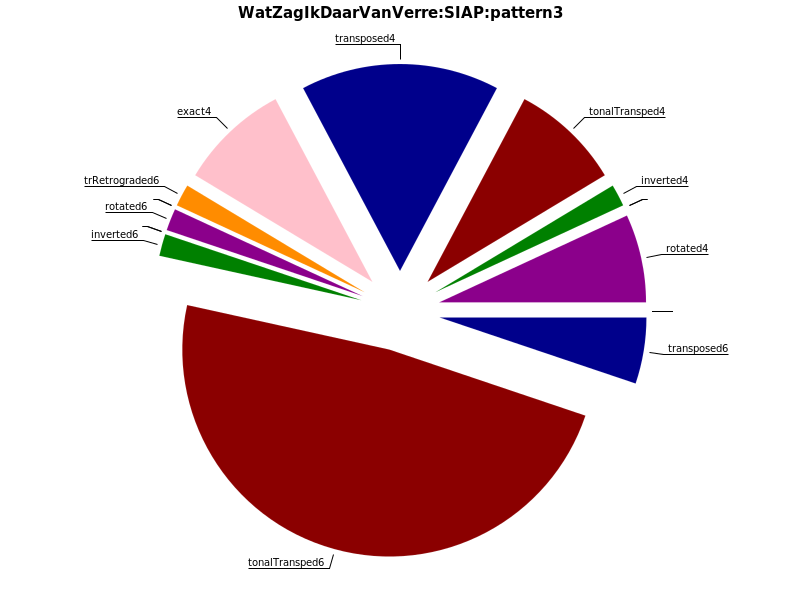 WatZagIkDaarVanVerre:SIAP:pattern3
transposed4
exact4
tonalTransped4
trRetrograded6
inverted4
rotated6
inverted6
rotated4
transposed6
tonalTransped6